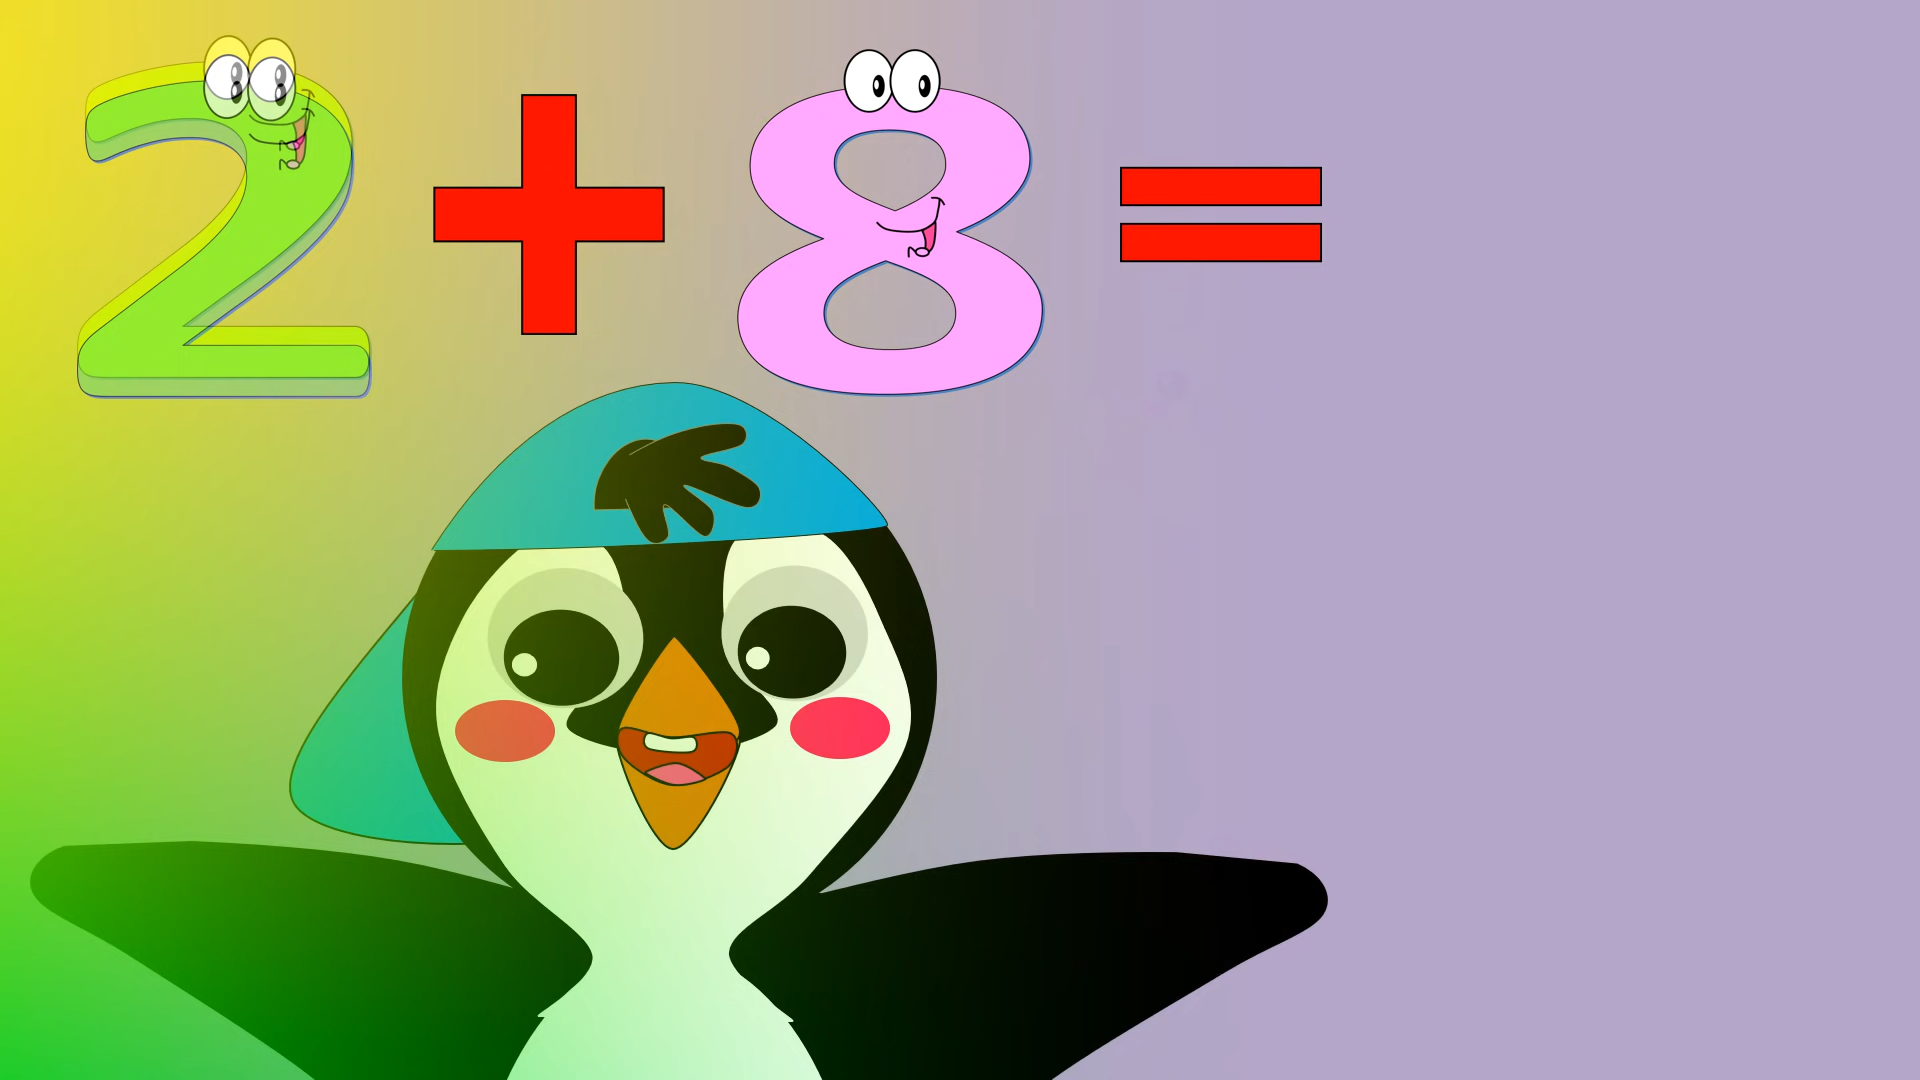 2 + 8 =